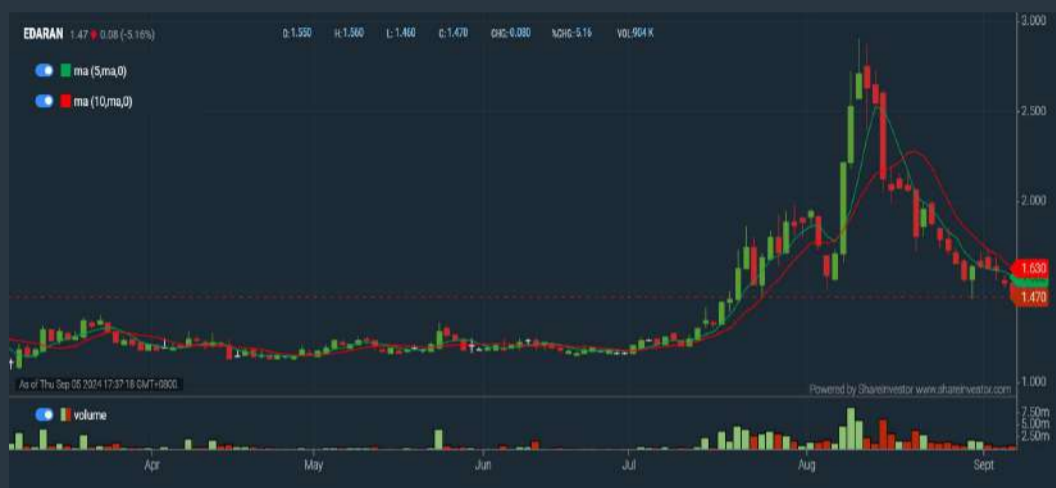 EDARAN 1.47 0.08 (-5.16%) O:1.550 H:1.560 L:1.460 C:1.470 CHG:-0.080 %CHG:-5.16 VOL:904 K
ma (5,ma,0)
ma (10,ma,0)
3.000
2.500
2.000
1.630
1.470
1.000
As of Thu Sep 05 2024 17:37:18 GMT+0800.
Powered by ShareInvestor www.shareinvestor.com
volume
7.50m
5.00m
2.50m
Apr May Jun Jul Aug Sept